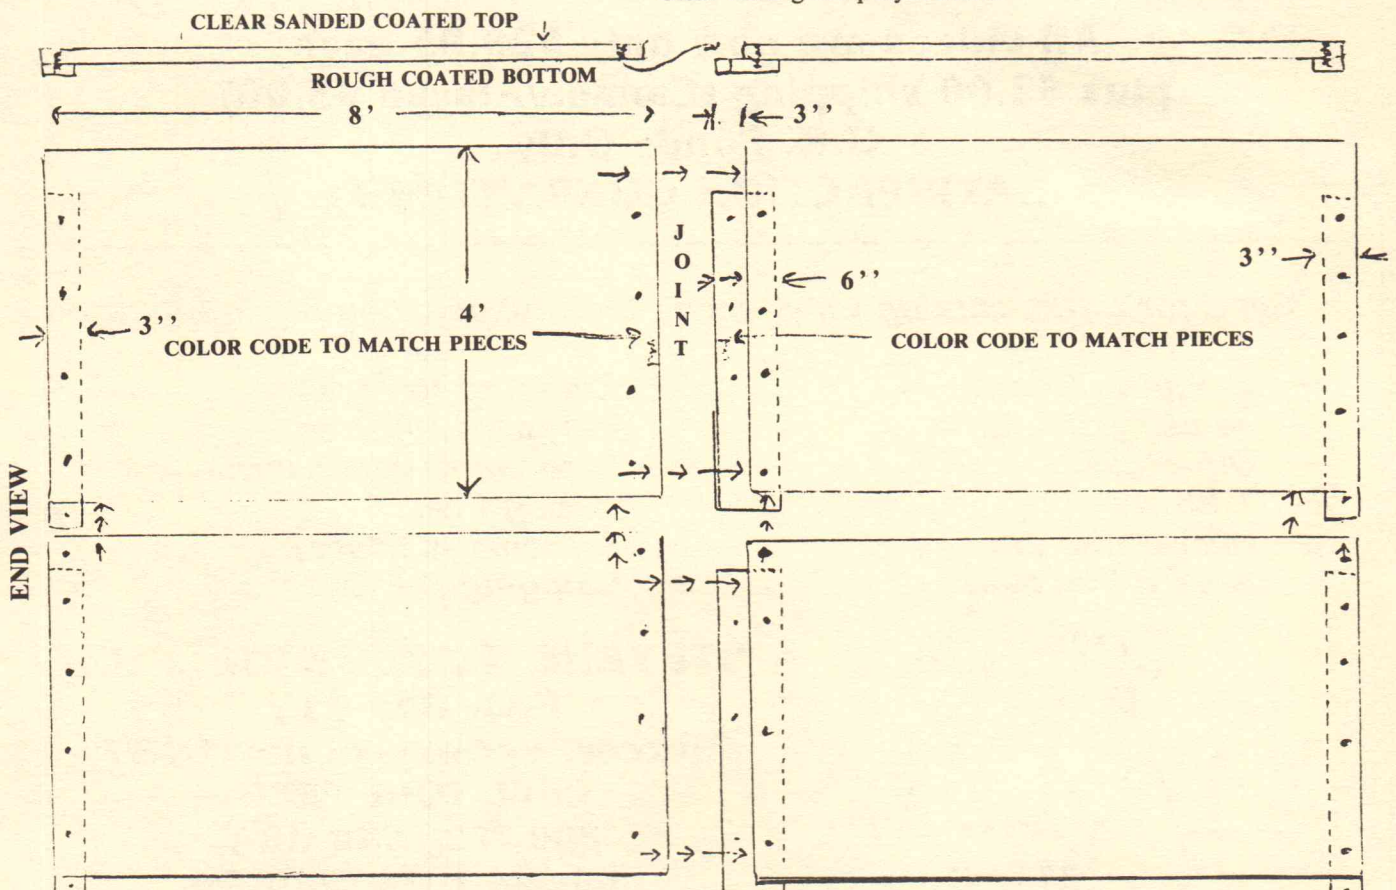 CLEAR SANDED COATED TOP
ROUGH COATED BOTTOM
8'
3''
J
O
I
N
T
6''
3''
3''
4'
COLOR CODE TO MATCH PIECES
COLOR CODE TO MATCH PIECES
END VIEW